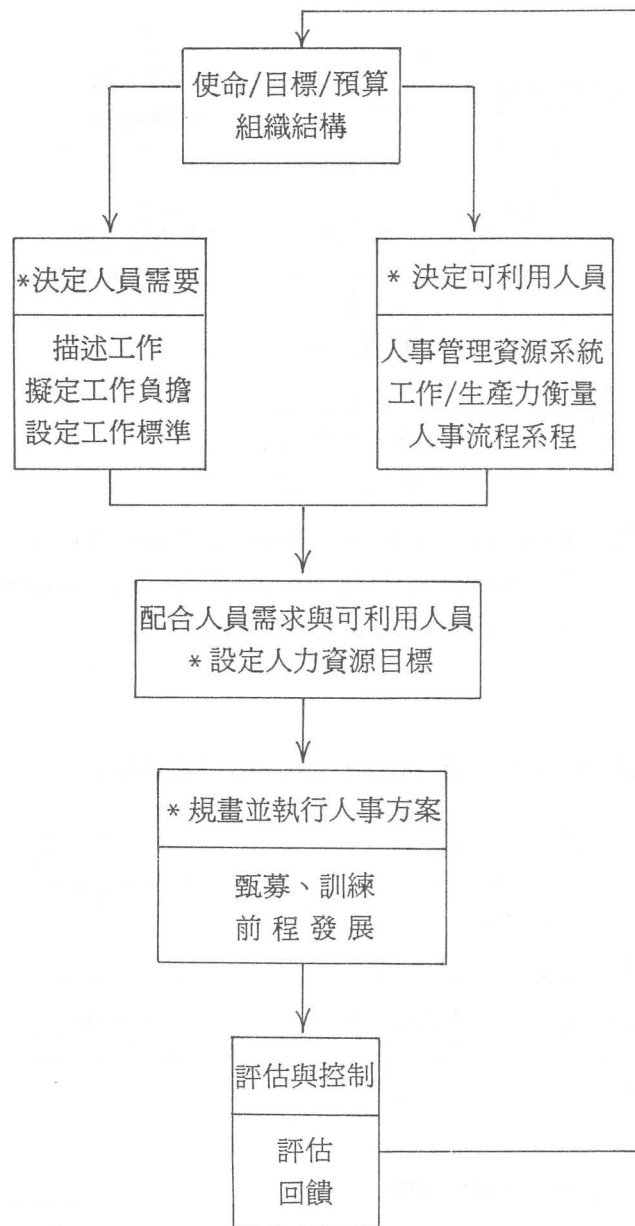 使命/目標/預算
組織結構
*決定人員需要
描述工作
擬定工作負擔
設定工作標準
* 決定可利用人員
人事管理資源系統
工作/生產力衡量
人事流程系程
配合人員需求與可利用人員
* 設定人力資源目標
* 規畫並執行人事方案
甄募、訓練
前程發展
評估與控制
評估
回饋